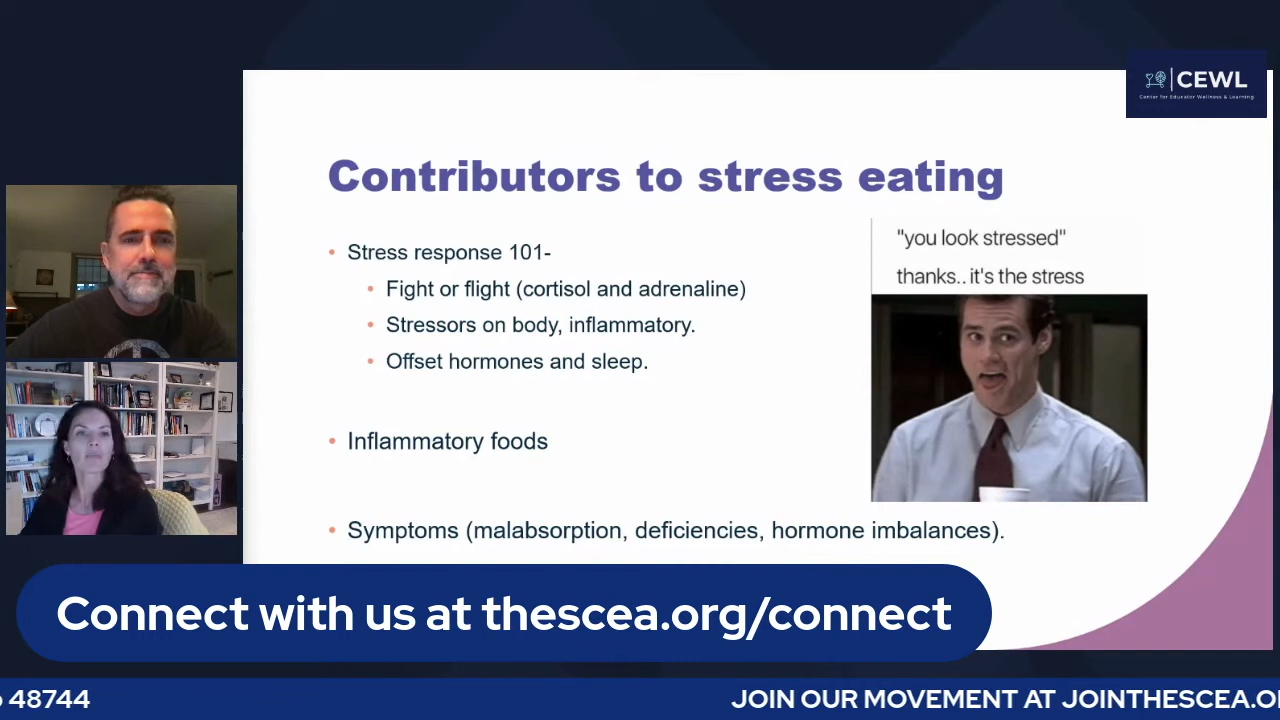 CEWL
Center for Educator Wellness & Learning
Contributors to stress eating
• Stress response 101-
• Fight or flight (cortisol and adrenaline)
• Stressors on body, inflammatory.
• Offset hormones and sleep.
• Inflammatory foods
• Symptoms (malabsorption, deficiencies, hormone imbalances).
"you look stressed"
thanks.. it's the stress
Connect with us at thescea.org/connect
48744 JOIN OUR MOVEMENT AT JOINTHESCEA.O